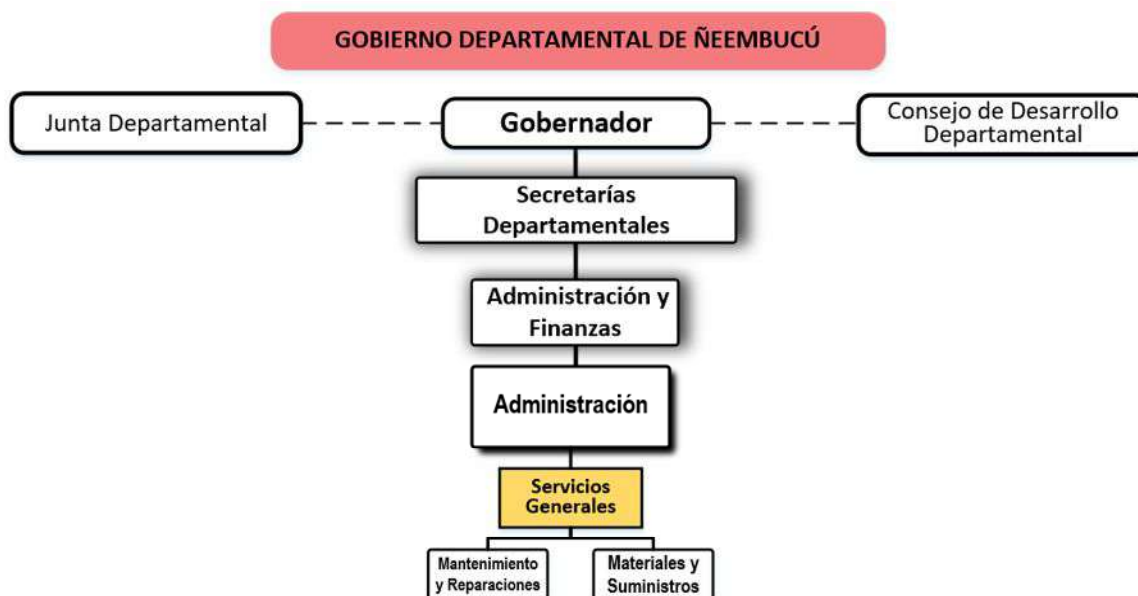 GOBIERNO DEPARTAMENTAL DE ÑEEMBUCÚ
Junta Departamental
Gobernador
Consejo de Desarrollo
Departamental
Secretarías
Departamentales
Administración y
Finanzas
Administración
Servicios
Generales
Mantenimiento
y Reparaciones
Materiales y
Suministros